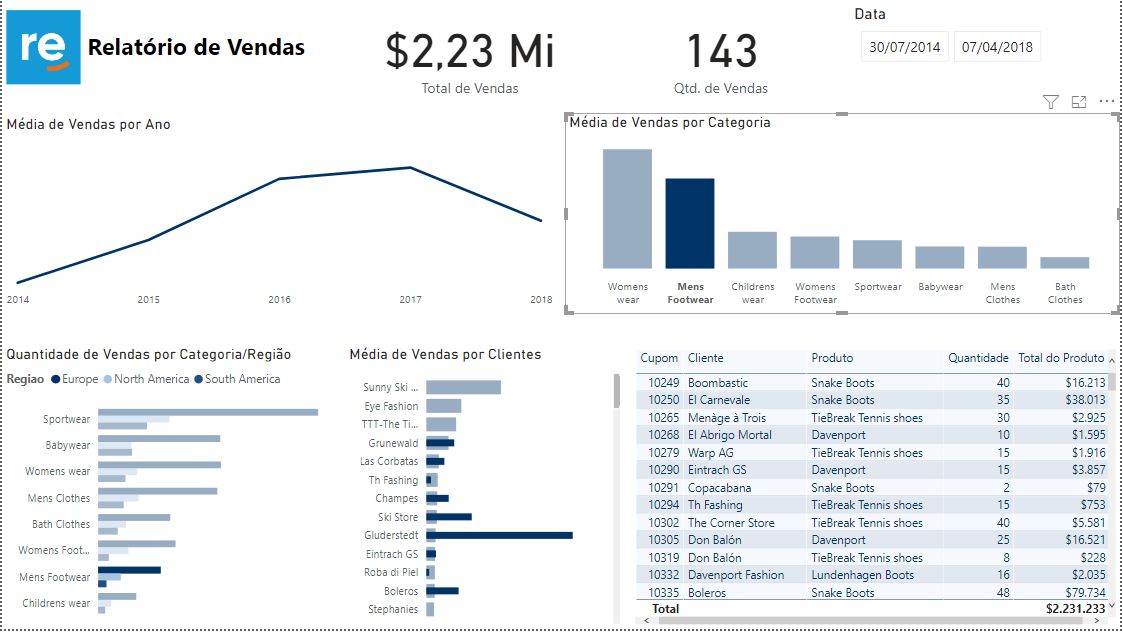 re
Relatório de Vendas
$2,23 Mi
Total de Vendas
143
Qtd. de Vendas
Data
30/07/2014 07/04/2018
Média de Vendas por Ano
2014 2015 2016 2017 2018
Média de Vendas por Categoria
Womens wear
Mens Footwear
Childrens wear
Womens Footwear
Sportwear
Babywear
Mens Clothes
Bath Clothes
Quantidade de Vendas por Categoria/Região
Regiao Europe North America South America
Sportwear
Babywear
Womens wear
Mens Clothes
Bath Clothes
Womens Foot...
Mens Footwear
Childrens wear
Média de Vendas por Clientes
Sunny Ski ...
Eye Fashion
TTT-The Ti...
Grunewald
Las Corbatas
Th Fashing
Champes
Ski Store
Gluderstedt
Eintrach GS
Roba di Piel
Boleros
Stephanies
Cupom Cliente Produto Quantidade Total do Produto
10249 Boombastic Snake Boots 40 $16.213
10250 El Carnevale Snake Boots 35 $38.013
10265 Menàge à Trois TieBreak Tennis shoes 30 $2.925
10268 El Abrigo Mortal Davenport 10 $1.595
10279 Warp AG TieBreak Tennis shoes 15 $1.916
10290 Eintrach GS Davenport 15 $3.857
10291 Copacabana Snake Boots 2 $79
10294 Th Fashing TieBreak Tennis shoes 15 $753
10302 The Corner Store TieBreak Tennis shoes 40 $5.581
10305 Don Balón Davenport 25 $16.521
10319 Don Balón TieBreak Tennis shoes 8 $228
10332 Davenport Fashion Lundenhagen Boots 16 $2.035
10335 Boleros Snake Boots 48 $79.734
Total $2.231.233